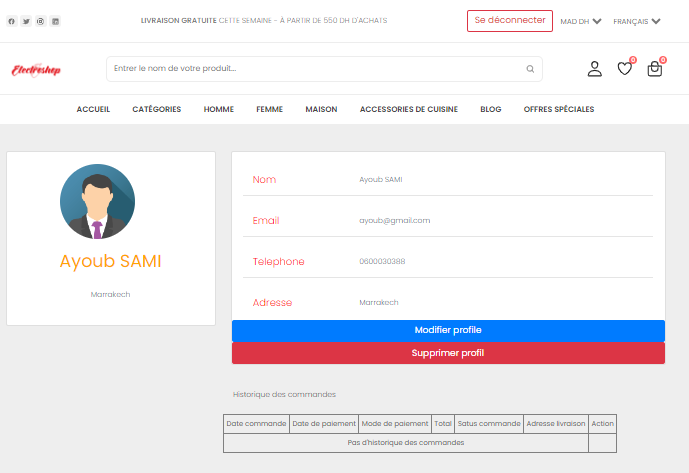 LIVRAISON GRATUITE CETTE SEMAINE - À PARTIR DE 550 DH D'ACHATS
Se déconnecter
MAD DH
FRANÇAIS
Electroshop
Entrer le nom de votre produit...
0
0
ACCUEIL CATÉGORIES HOMME FEMME MAISON ACCESSORIES DE CUISINE BLOG OFFRES SPÉCIALES
Ayoub SAMI
Marrakech
Nom Ayoub SAMI
Email ayoub@gmail.com
Telephone 0600030388
Adresse Marrakech
Modifier profile
Supprimer profil
Historique des commandes
Date commande Date de paiement Mode de paiement Total Satus commande Adresse livraison Action
Pas d'historique des commandes